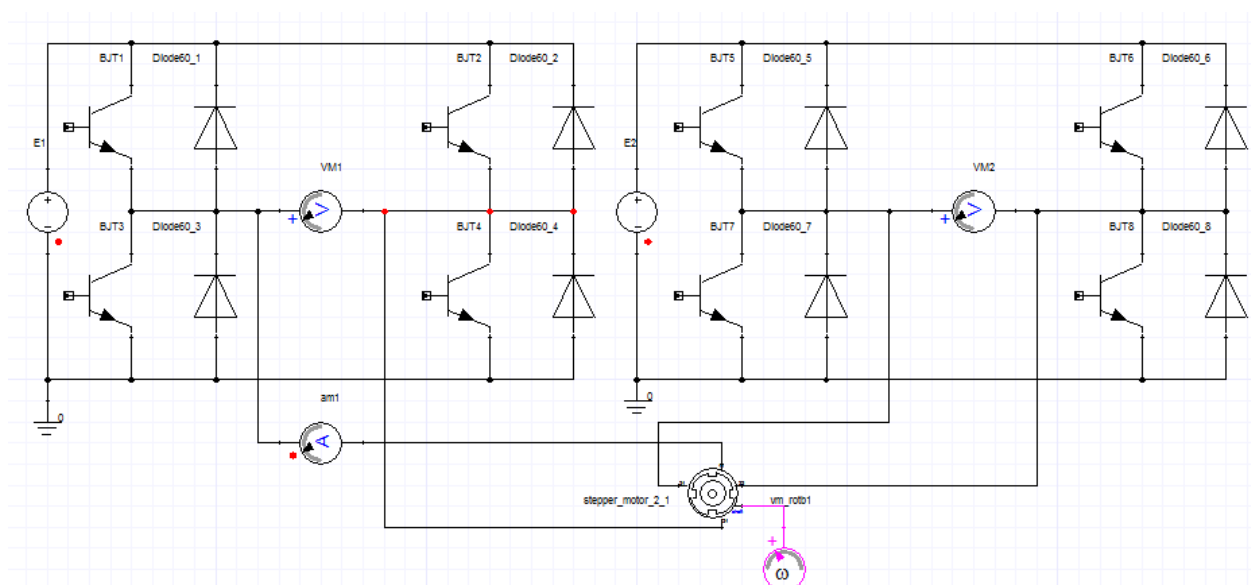 BJT1 Diode60_1 BJT2 Diode60_2 BJT5 Diode60_5 BJT6 Diode60_6
E1 E2
VM1 VM2
BJT3 Diode60_3 BJT4 Diode60_4 BJT7 Diode60_7 BJT8 Diode60_8
0 0
am1
A
stepper_motor_2_1 vm_rotb1
ω